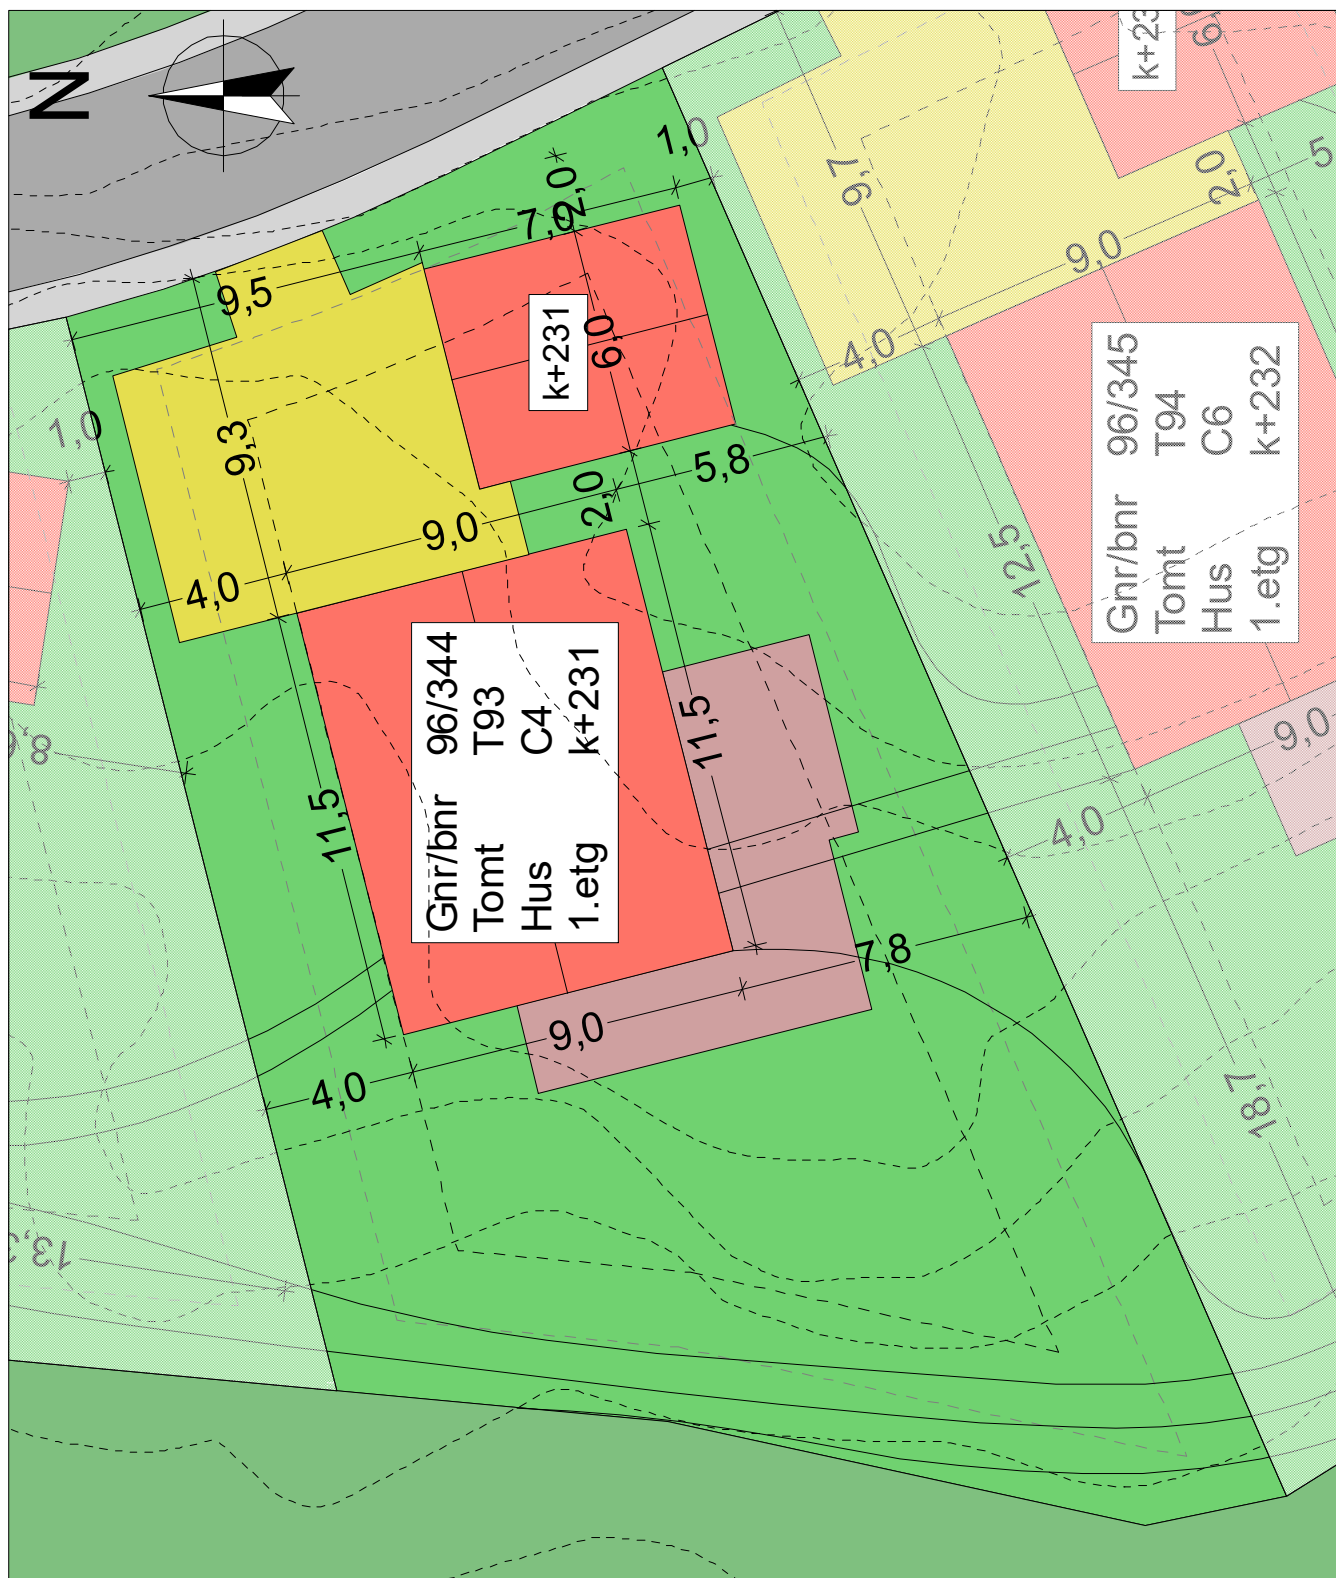 N
1,0
k+23
6,
7,0
2,0
9,7
2,0
5
9,5
9,0
k+231
6,0
4,0
1,0
9,3
5,8
2,0
9,0
4,0
Gnr/bnr 96/345
Tomt T94
Hus C6
1.etg k+232
12,5
Gnr/bnr 96/344
Tomt T93
Hus C4
1.etg k+231
11,5
11,5
9,0
4,0
7,8
9,0
4,0
18,7